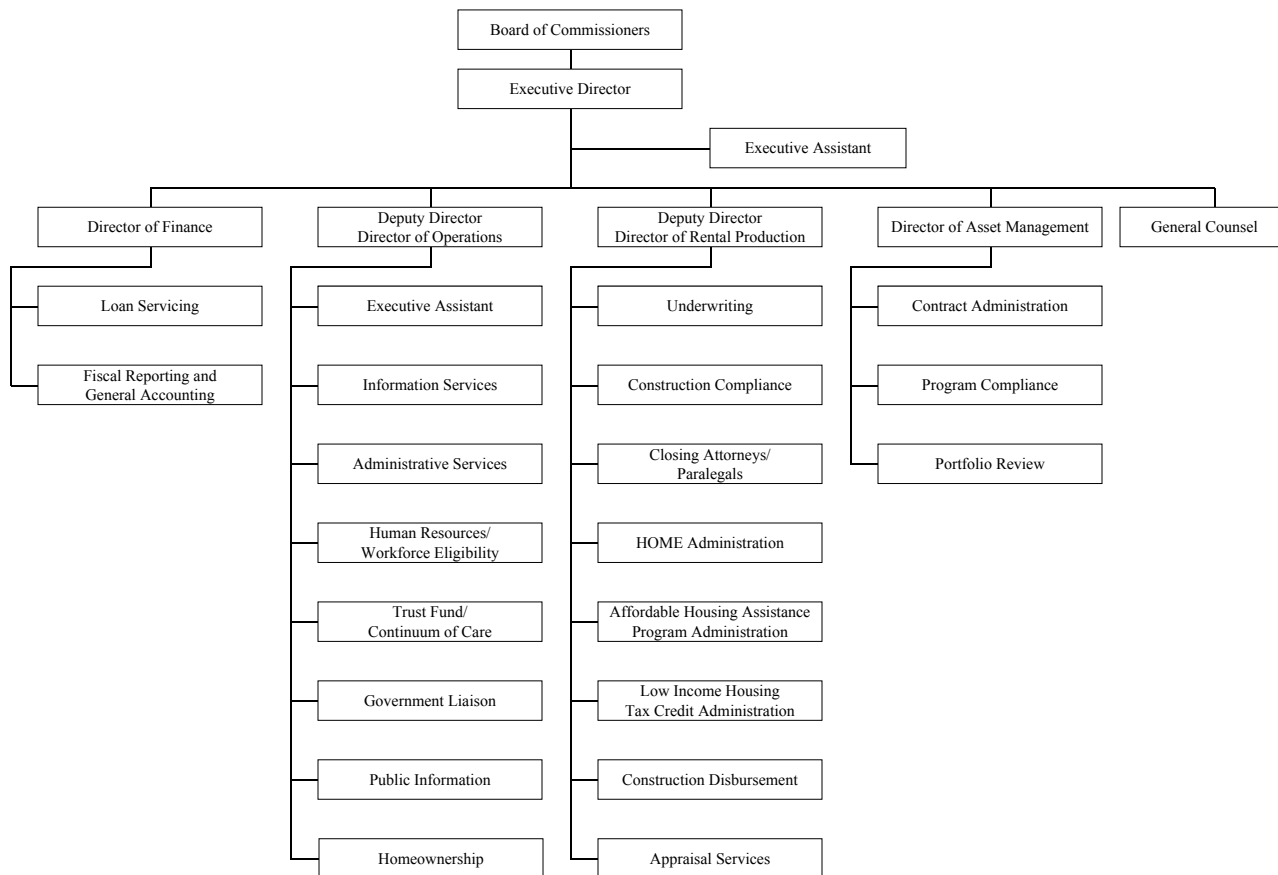 Board of Commissioners
Executive Director
Executive Assistant
Director of Finance
Deputy Director
Director of Operations
Deputy Director
Director of Rental Production
Director of Asset Management
General Counsel
Loan Servicing
Executive Assistant
Underwriting
Contract Administration
Fiscal Reporting and
General Accounting
Information Services
Construction Compliance
Program Compliance
Administrative Services
Closing Attorneys/
Paralegals
Portfolio Review
Human Resources/
Workforce Eligibility
HOME Administration
Trust Fund/
Continuum of Care
Affordable Housing Assistance
Program Administration
Government Liaison
Low Income Housing
Tax Credit Administration
Public Information
Construction Disbursement
Homeownership
Appraisal Services